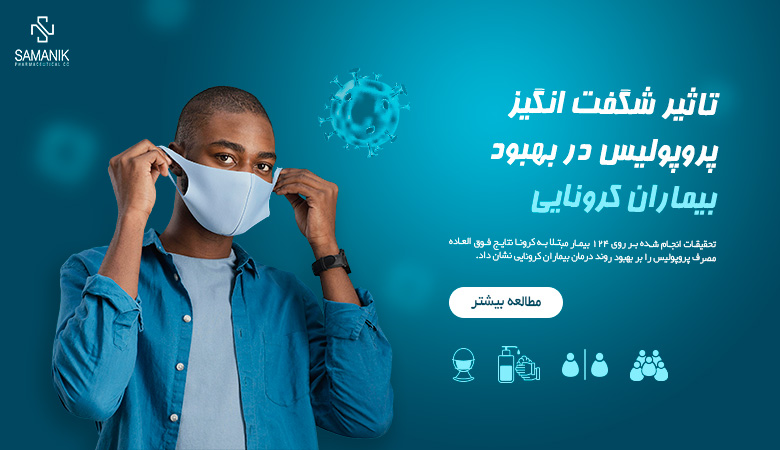 SAMANIK
PHARMACEUTICAL CO
تاثیر شگفت انگیز
پروپولیس در بهبود
بیماران کرونایی
تحقیقات انجام شده بر روی ۱۲۴ بیمار مبتلا به کرونا نتایج فوق العاده
مصرف پروپولیس را بر بهبود روند درمان بیماران کرونایی نشان داد.
مطالعه بیشتر